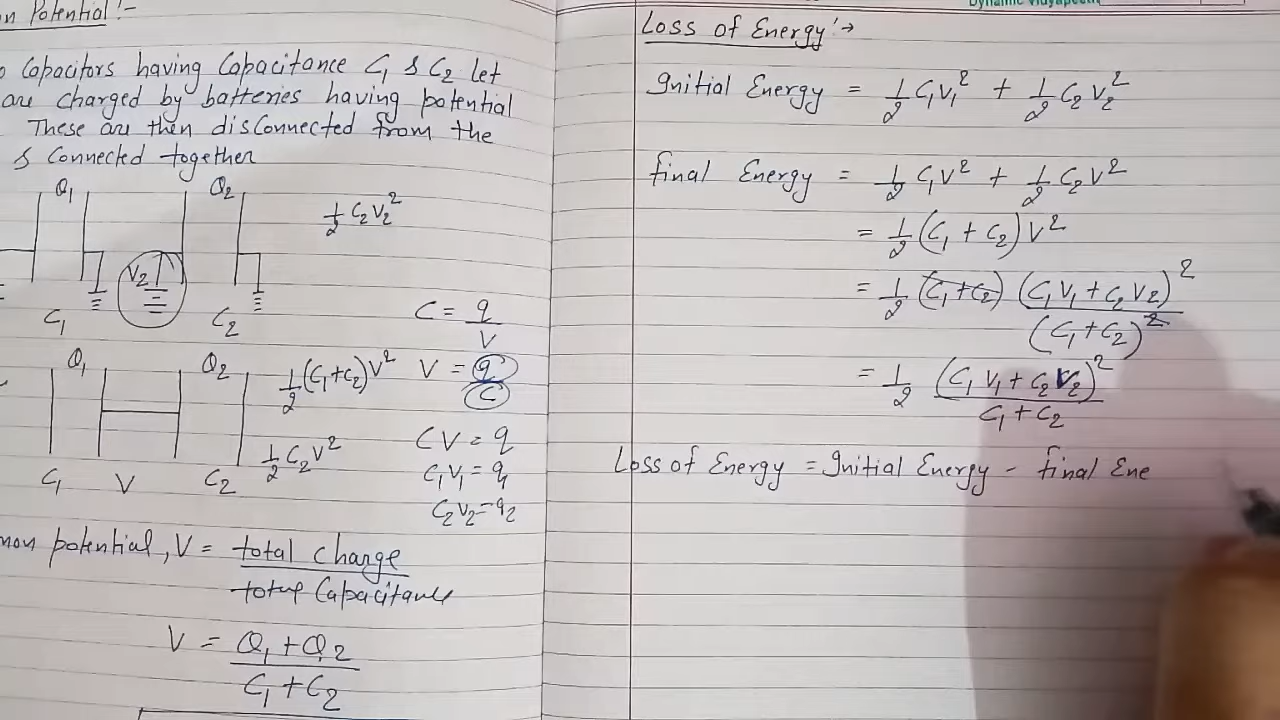 n Potential :-
Capacitors having Capacitance C₁ & C₂ let
are charged by batteries having potential
These are then disconnected from the
& Connected together
Q₁ Q₂ ½ C₂V₂²
V₂
C₁ C₂
C = q/V
Q₁ Q₂ ½(C₁+C₂)V² V = q/C
½ C₂V² CV = q
C₁ V C₂ C₁V₁ = q₁
C₂V₂ = q₂
mon potential, V = total charge / total Capacitance
V = Q₁ + Q₂ / C₁ + C₂
Dynamic Vidyapeeth
Loss of Energy :→
Initial Energy = ½ C₁V₁² + ½ C₂V₂²
final Energy = ½ C₁V² + ½ C₂V²
= ½ (C₁ + C₂) V²
= ½ (C₁+C₂) (C₁V₁ + C₂V₂)² / (C₁+C₂)²
= ½ (C₁V₁ + C₂V₂)² / C₁ + C₂
Loss of Energy = Initial Energy - final Ene